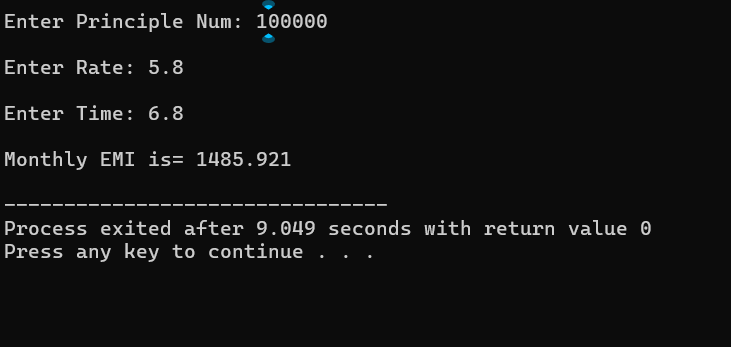 Enter Principle Num: 100000
Enter Rate: 5.8
Enter Time: 6.8
Monthly EMI is= 1485.921
--------------------------------
Process exited after 9.049 seconds with return value 0
Press any key to continue . . .